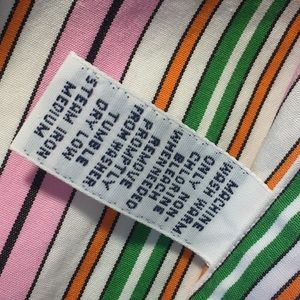 MACHINE
WASH WARM
ONLY NON
CHLORINE
BLEACH
WHEN NEEDED
REMOVE
PROMPTLY
FROM WASHER
TUMBLE
DRY LOW
STEAM IRON
MEDIUM